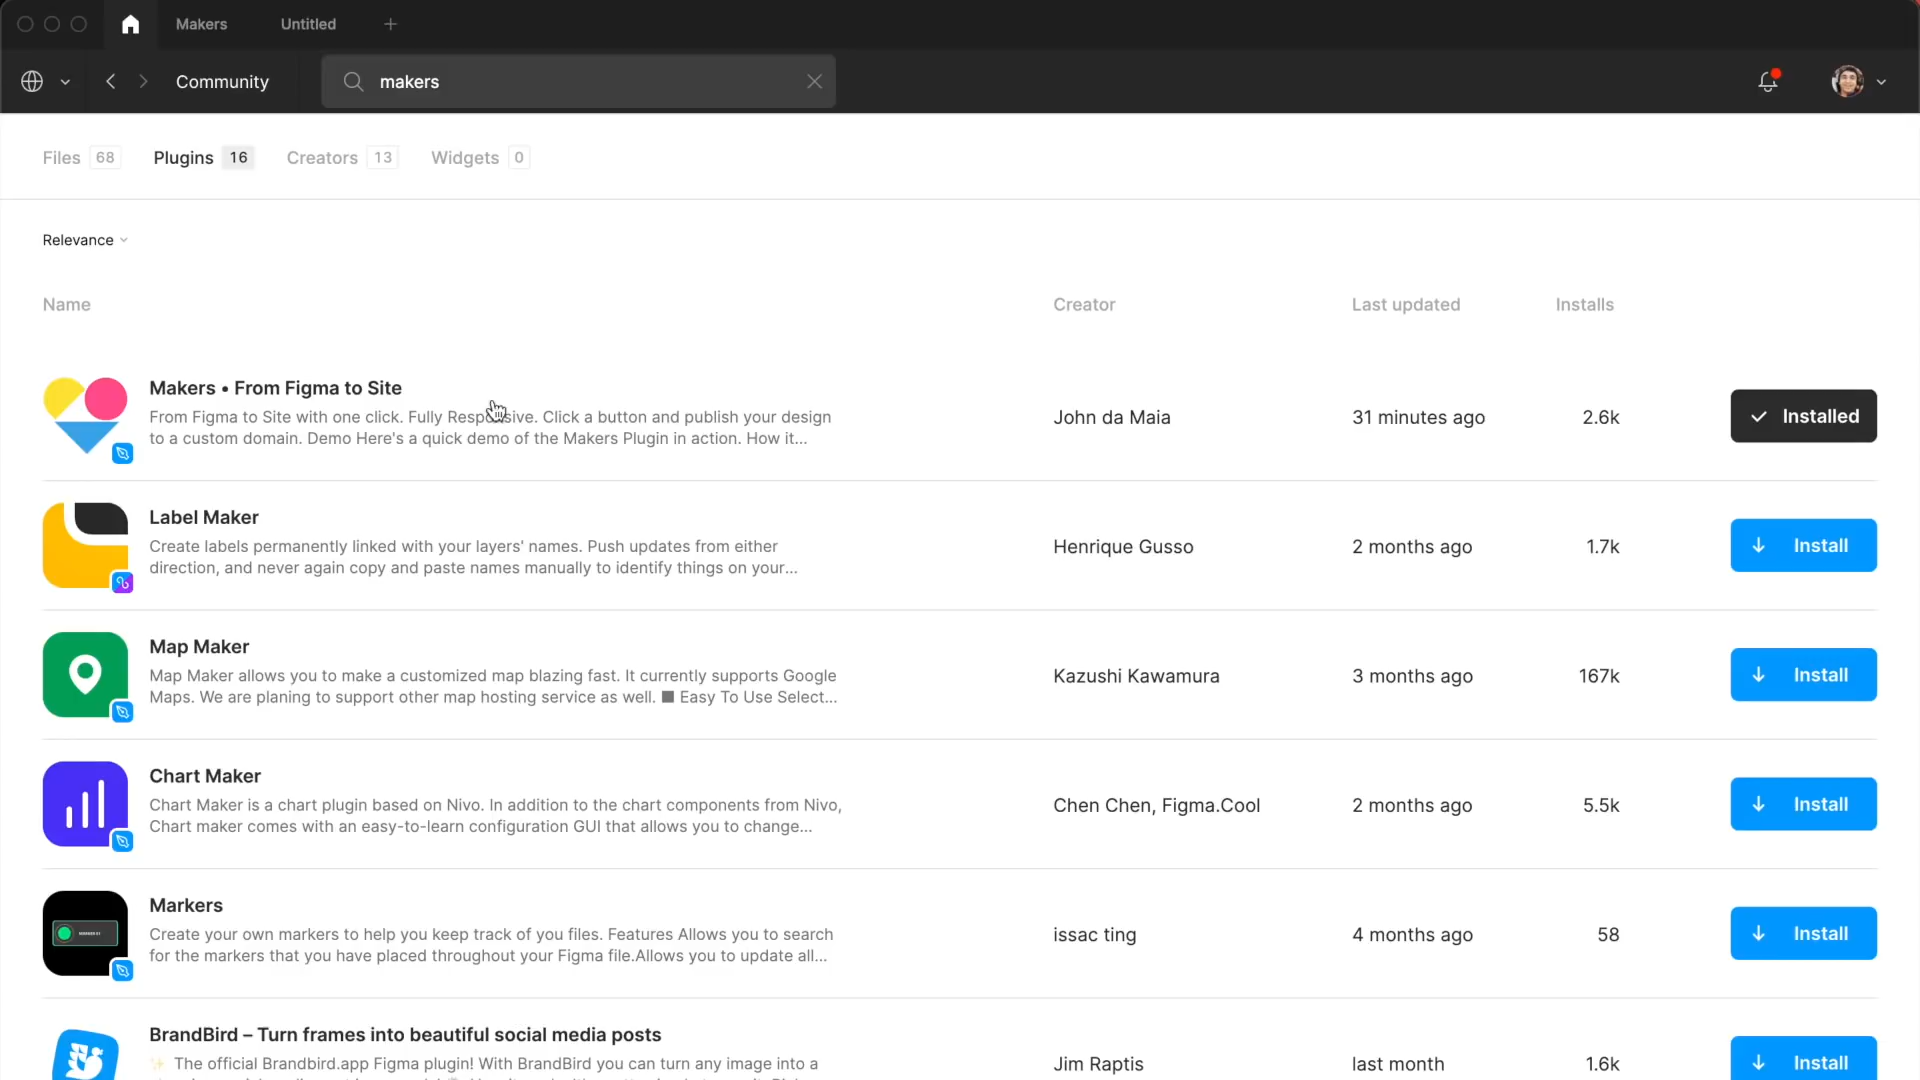 Makers
Untitled
Community
makers
Files 68
Plugins 16
Creators 13
Widgets 0
Relevance
Name Creator Last updated Installs
Makers • From Figma to Site
From Figma to Site with one click. Fully Responsive. Click a button and publish your design
to a custom domain. Demo Here's a quick demo of the Makers Plugin in action. How it...
John da Maia 31 minutes ago 2.6k Installed
Label Maker
Create labels permanently linked with your layers' names. Push updates from either
direction, and never again copy and paste names manually to identify things on your...
Henrique Gusso 2 months ago 1.7k Install
Map Maker
Map Maker allows you to make a customized map blazing fast. It currently supports Google
Maps. We are planing to support other map hosting service as well. ■ Easy To Use Select...
Kazushi Kawamura 3 months ago 167k Install
Chart Maker
Chart Maker is a chart plugin based on Nivo. In addition to the chart components from Nivo,
Chart maker comes with an easy-to-learn configuration GUI that allows you to change...
Chen Chen, Figma.Cool 2 months ago 5.5k Install
Markers
Create your own markers to help you keep track of you files. Features Allows you to search
for the markers that you have placed throughout your Figma file.Allows you to update all...
issac ting 4 months ago 58 Install
BrandBird – Turn frames into beautiful social media posts
✨ The official Brandbird.app Figma plugin! With BrandBird you can turn any image into a
Jim Raptis last month 1.6k Install